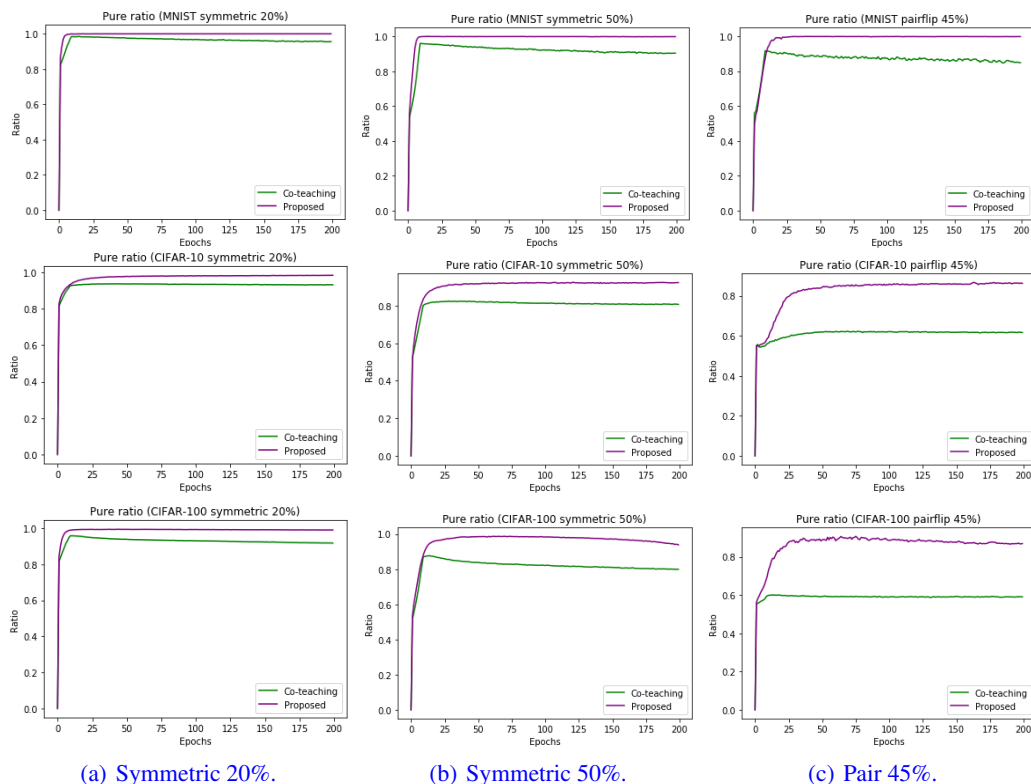 Pure ratio (MNIST symmetric 20%)
1.0
0.8
0.6
0.4
0.2
0.0
Ratio
Co-teaching
Proposed
0 25 50 75 100 125 150 175 200
Epochs
Pure ratio (MNIST symmetric 50%)
1.0
0.8
0.6
0.4
0.2
0.0
Ratio
Co-teaching
Proposed
0 25 50 75 100 125 150 175 200
Epochs
Pure ratio (MNIST pairflip 45%)
1.0
0.8
0.6
0.4
0.2
0.0
Ratio
Co-teaching
Proposed
0 25 50 75 100 125 150 175 200
Epochs
Pure ratio (CIFAR-10 symmetric 20%)
1.0
0.8
0.6
0.4
0.2
0.0
Ratio
Co-teaching
Proposed
0 25 50 75 100 125 150 175 200
Epochs
Pure ratio (CIFAR-10 symmetric 50%)
0.8
0.6
0.4
0.2
0.0
Ratio
Co-teaching
Proposed
0 25 50 75 100 125 150 175 200
Epochs
Pure ratio (CIFAR-10 pairflip 45%)
0.8
0.6
0.4
0.2
0.0
Ratio
Co-teaching
Proposed
0 25 50 75 100 125 150 175 200
Epochs
Pure ratio (CIFAR-100 symmetric 20%)
1.0
0.8
0.6
0.4
0.2
0.0
Ratio
Co-teaching
Proposed
0 25 50 75 100 125 150 175 200
Epochs
Pure ratio (CIFAR-100 symmetric 50%)
1.0
0.8
0.6
0.4
0.2
0.0
Ratio
Co-teaching
Proposed
0 25 50 75 100 125 150 175 200
Epochs
Pure ratio (CIFAR-100 pairflip 45%)
0.8
0.6
0.4
0.2
0.0
Ratio
Co-teaching
Proposed
0 25 50 75 100 125 150 175 200
Epochs
(a) Symmetric 20%.
(b) Symmetric 50%.
(c) Pair 45%.